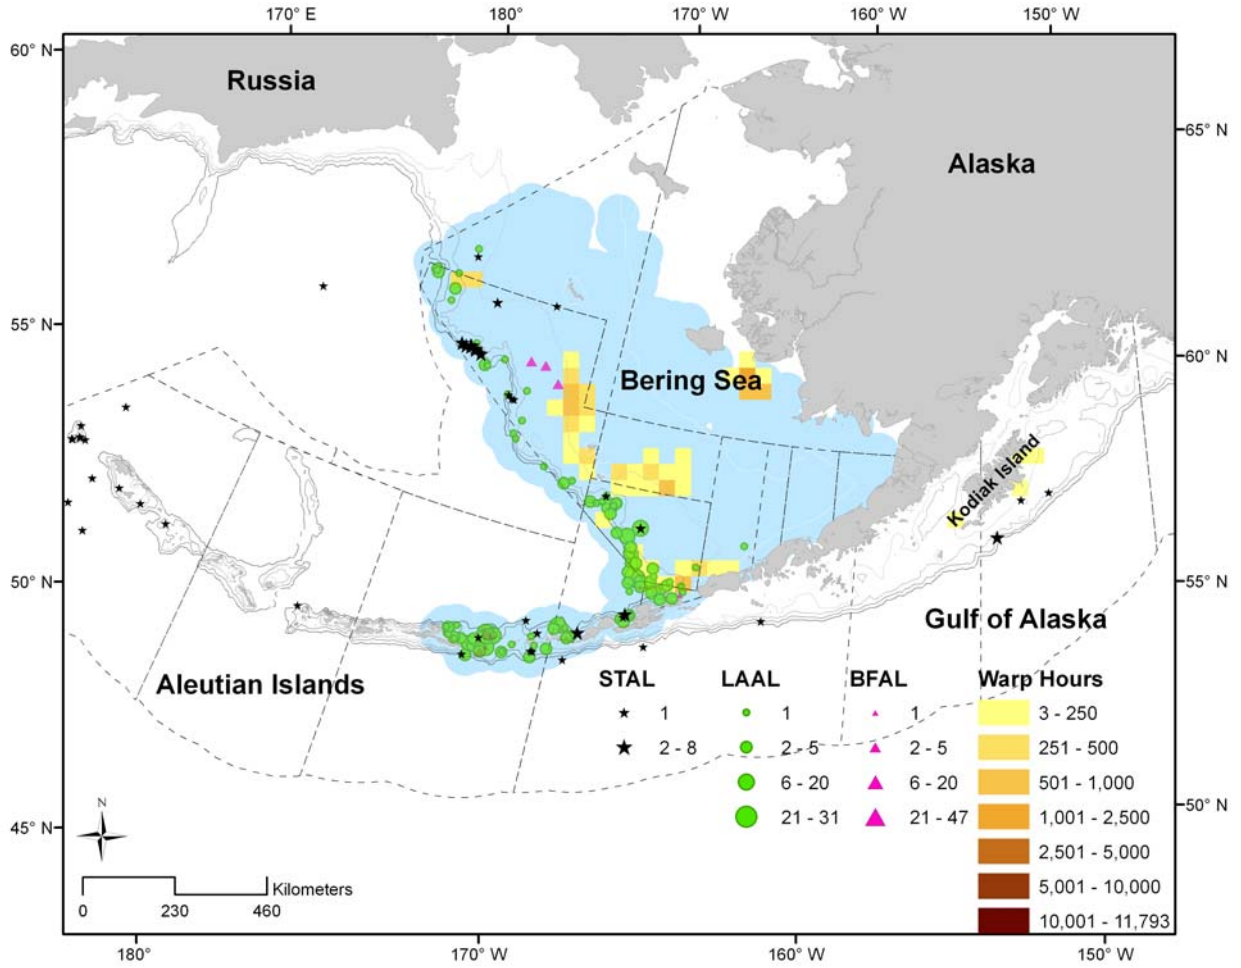 170° E 180° 170° W 160° W 150° W
60° N
Russia
65° N
Alaska
55° N
60° N
Bering Sea
Kodiak Island
50° N
55° N
Gulf of Alaska
Aleutian Islands
STAL LAAL BFAL Warp Hours
1 1 1 3 - 250
2 - 8 2 - 5 2 - 5 251 - 500
6 - 20 6 - 20 501 - 1,000
21 - 31 21 - 47 1,001 - 2,500
50° N
N
45° N
2,501 - 5,000
Kilometers
5,001 - 10,000
0 230 460
10,001 - 11,793
180° 170° W 160° W 150° W